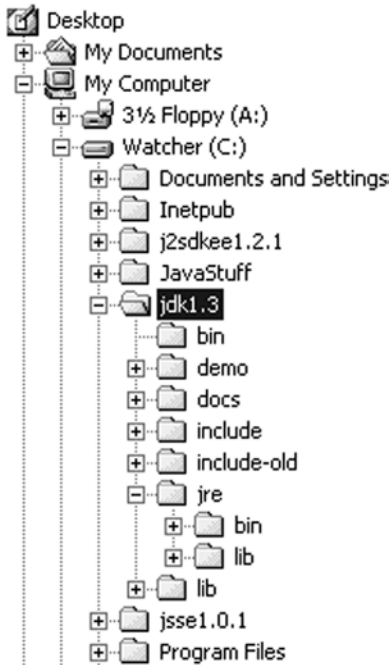 Desktop
My Documents
My Computer
3½ Floppy (A:)
Watcher (C:)
Documents and Settings
Inetpub
j2sdkee1.2.1
JavaStuff
jdk1.3
bin
demo
docs
include
include-old
jre
bin
lib
lib
jsse1.0.1
Program Files